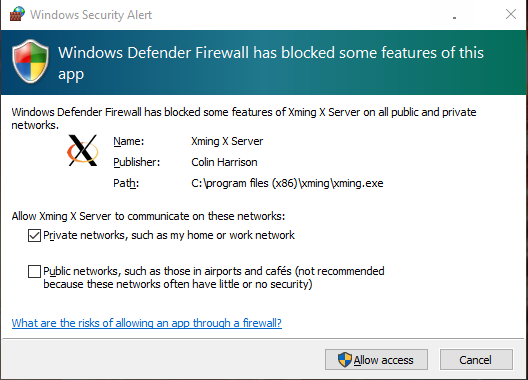 Windows Security Alert
Windows Defender Firewall has blocked some features of this
app
Windows Defender Firewall has blocked some features of Xming X Server on all public and private
networks.
Name: Xming X Server
Publisher: Colin Harrison
Path: C:\program files (x86)\xming\xming.exe
Allow Xming X Server to communicate on these networks:
Private networks, such as my home or work network
Public networks, such as those in airports and cafés (not recommended
because these networks often have little or no security)
What are the risks of allowing an app through a firewall?
Allow access Cancel